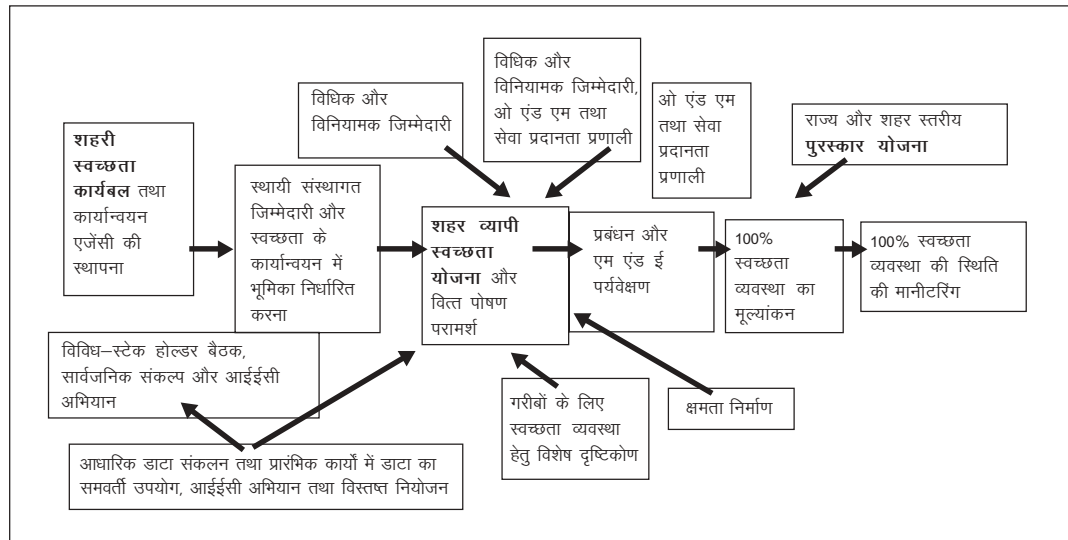 विधिक और
विनियामक जिम्मेदारी
विधिक और
विनियामक जिम्मेदारी,
ओ एंड एम तथा
सेवा प्रदानता प्रणाली
ओ एंड एम
तथा सेवा
प्रदानता
प्रणाली
राज्य और शहर स्तरीय
पुरस्कार योजना
शहरी
स्वच्छता
कार्यबल तथा
कार्यान्वयन
एजेंसी की
स्थापना
स्थायी संस्थागत
जिम्मेदारी और
स्वच्छता के
कार्यान्वयन में
भूमिका निर्धारित
करना
शहर व्यापी
स्वच्छता
योजना और
वित्त पोषण
परामर्श
प्रबंधन और
एम एंड ई
पर्यवेक्षण
100%
स्वच्छता
व्यवस्था का
मूल्यांकन
100% स्वच्छता
व्यवस्था की स्थिति
की मानीटरिंग
विविध–स्टेक होल्डर बैठक,
सार्वजनिक संकल्प और आईईसी
अभियान
गरीबों के लिए
स्वच्छता व्यवस्था
हेतु विशेष दृष्टिकोण
क्षमता निर्माण
आधारिक डाटा संकलन तथा प्रारंभिक कार्यों में डाटा का
समवर्ती उपयोग, आईईसी अभियान तथा विस्तष्त नियोजन